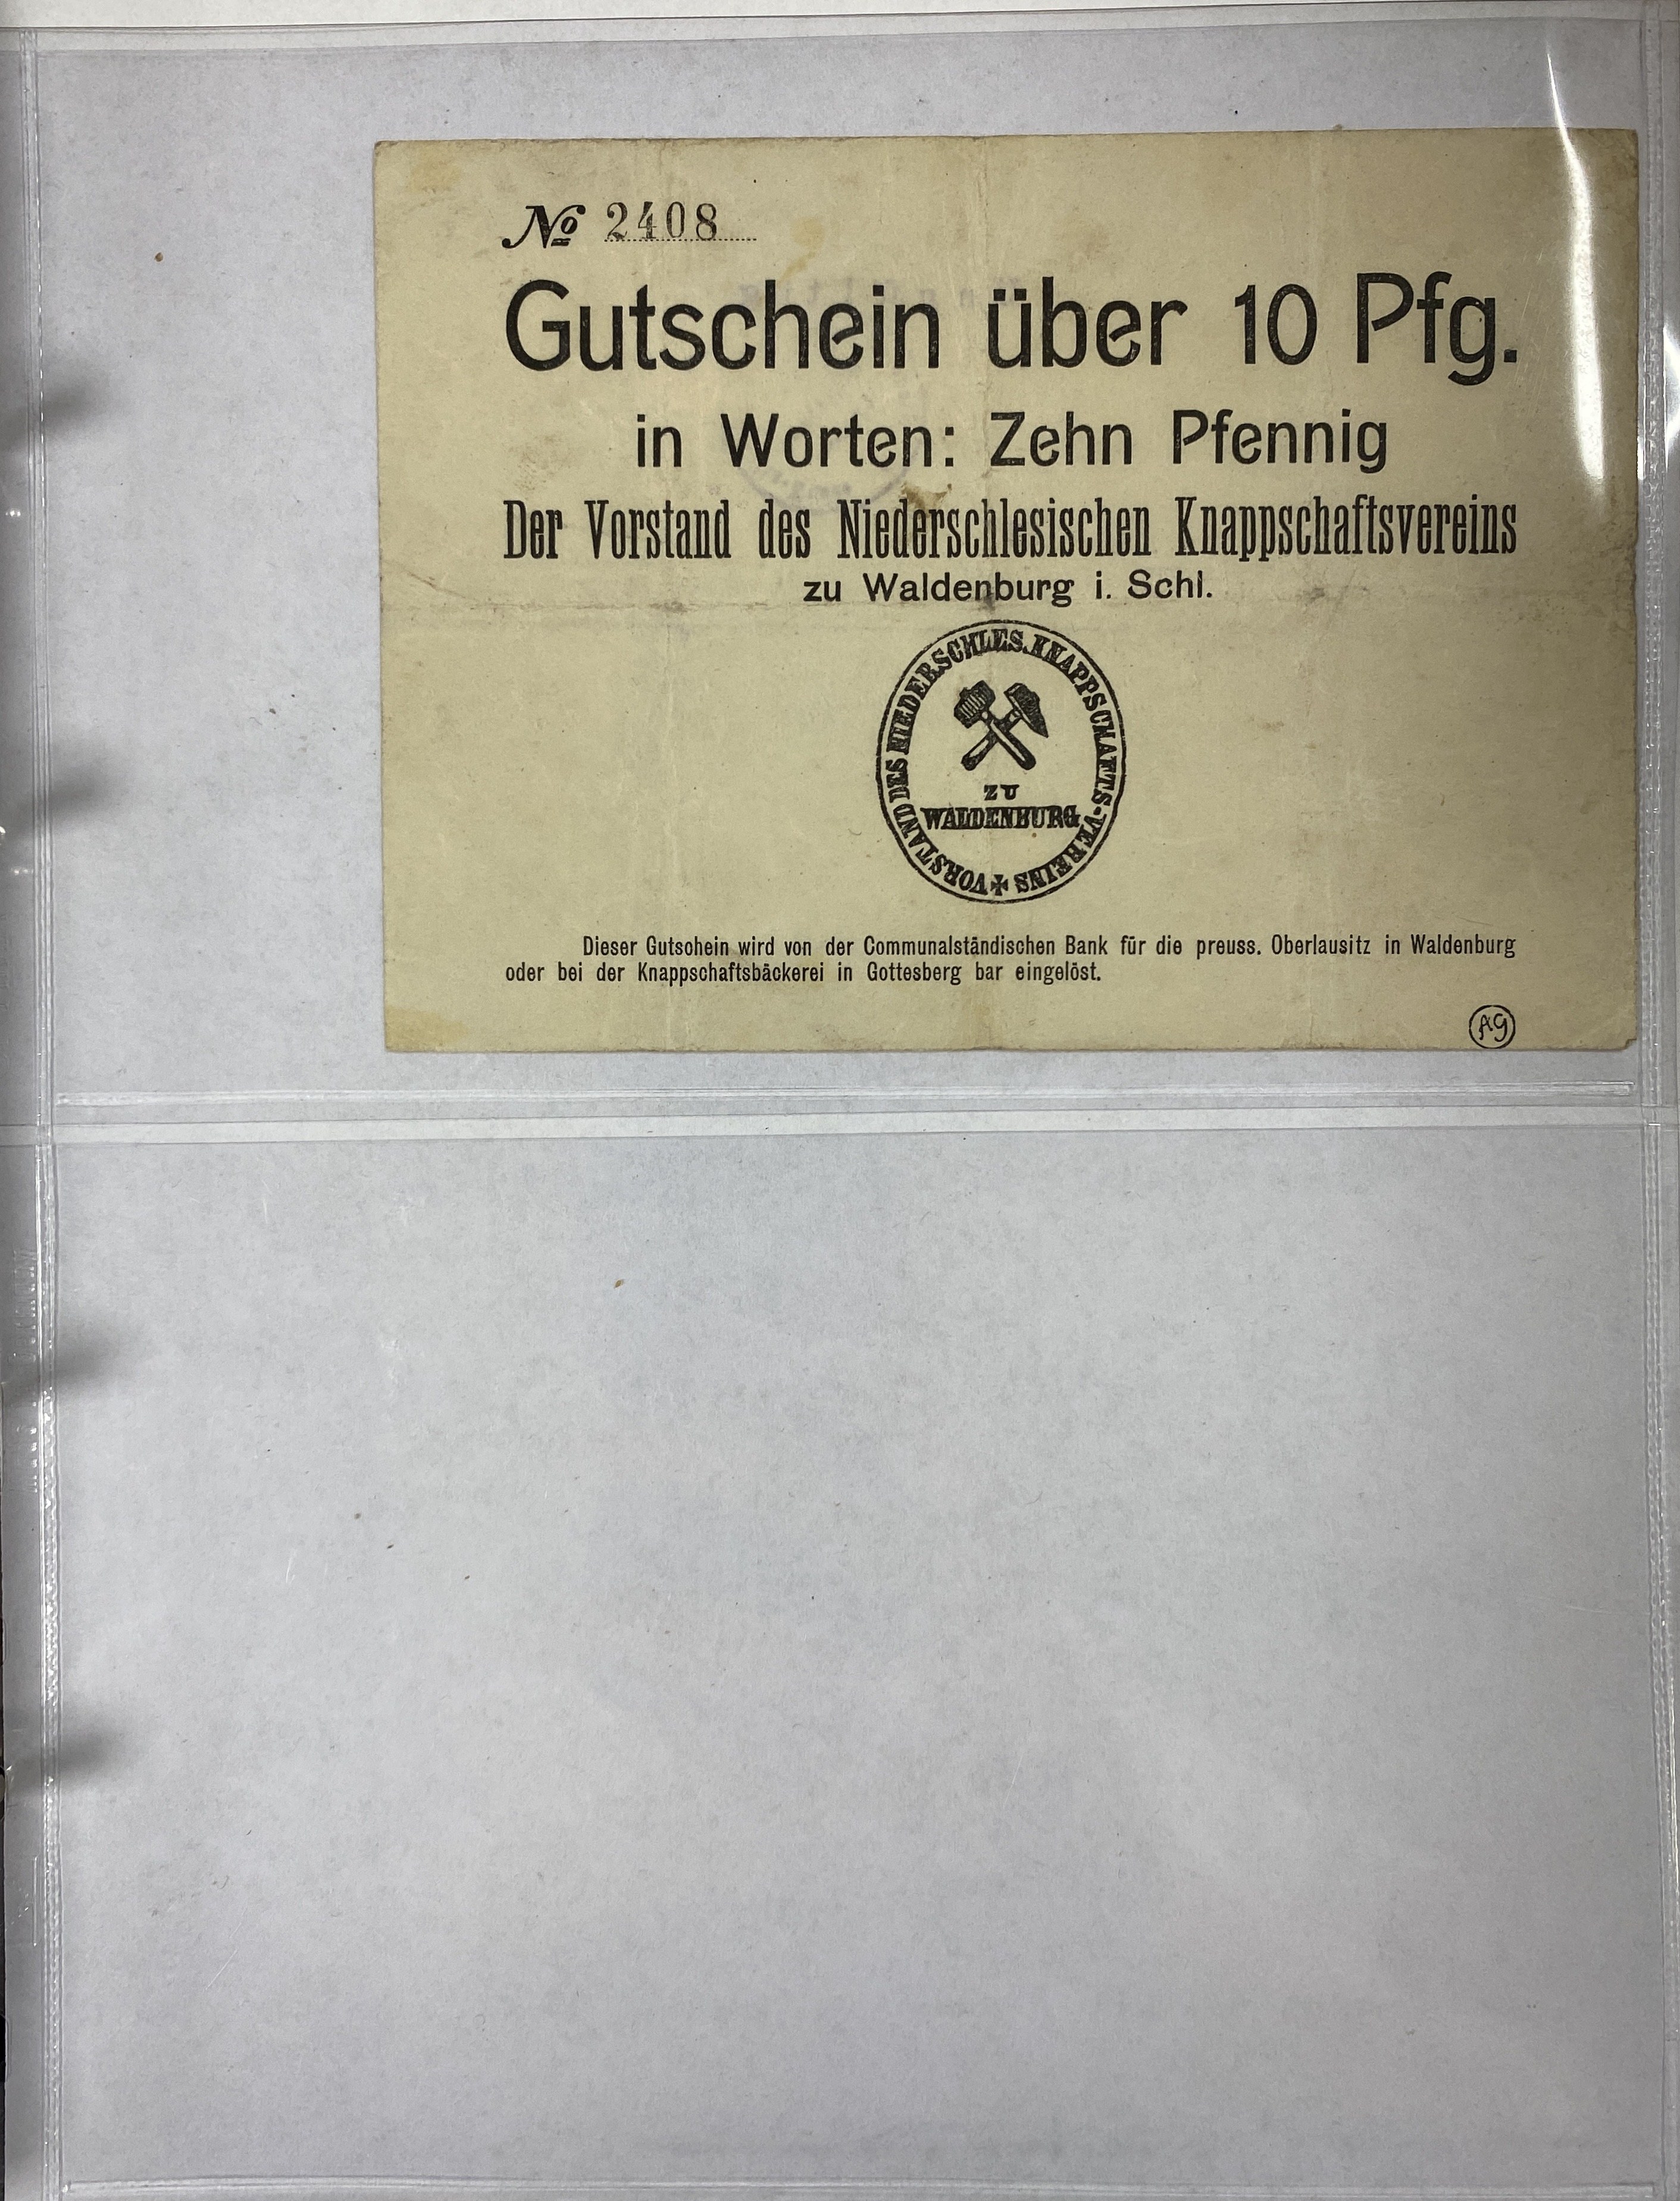 № 2408
Gutschein über 10 Pfg.
in Worten: Zehn Pfennig
Der Vorstand des Niederschlesischen Knappschaftsvereins
zu Waldenburg i. Schl.
VORSTAND DES NIEDERSCHLES. KNAPPSCHAFTS-VEREINS
ZU
WALDENBURG
Dieser Gutschein wird von der Communalständischen Bank für die preuss. Oberlausitz in Waldenburg
oder bei der Knappschaftsbäckerei in Gottesberg bar eingelöst.
Ag